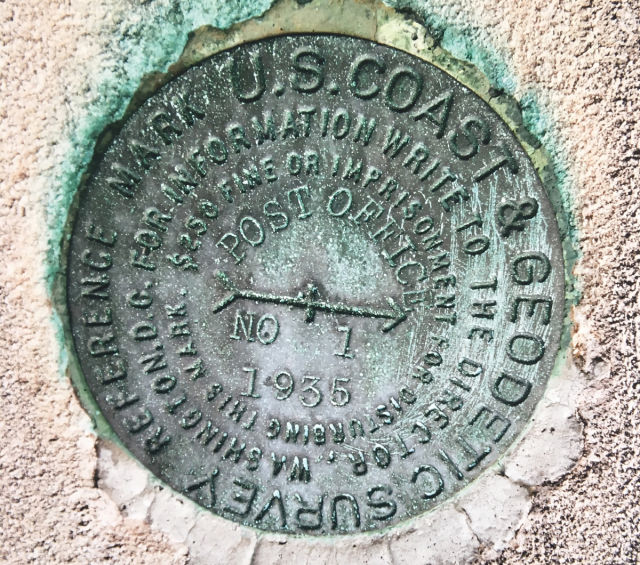 U.S. COAST & GEODETIC SURVEY REFERENCE MARK
FOR INFORMATION WRITE TO THE DIRECTOR, WASHINGTON, D.C.
$250 FINE OR IMPRISONMENT FOR DISTURBING THIS MARK.
POST OFFICE
NO 1
1935